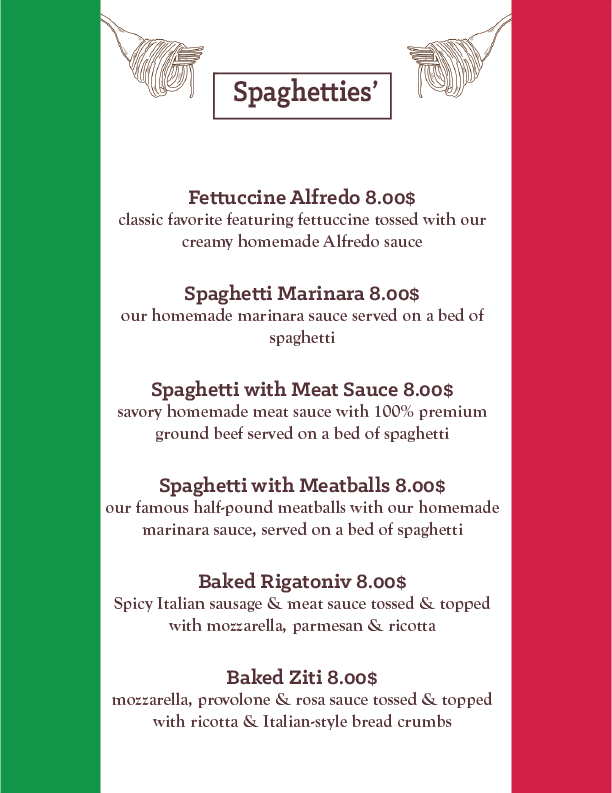 Spaghetties’
Fettuccine Alfredo 8.00$
classic favorite featuring fettuccine tossed with our
creamy homemade Alfredo sauce
Spaghetti Marinara 8.00$
our homemade marinara sauce served on a bed of
spaghetti
Spaghetti with Meat Sauce 8.00$
savory homemade meat sauce with 100% premium
ground beef served on a bed of spaghetti
Spaghetti with Meatballs 8.00$
our famous half-pound meatballs with our homemade
marinara sauce, served on a bed of spaghetti
Baked Rigatoniv 8.00$
Spicy Italian sausage & meat sauce tossed & topped
with mozzarella, parmesan & ricotta
Baked Ziti 8.00$
mozzarella, provolone & rosa sauce tossed & topped
with ricotta & Italian-style bread crumbs